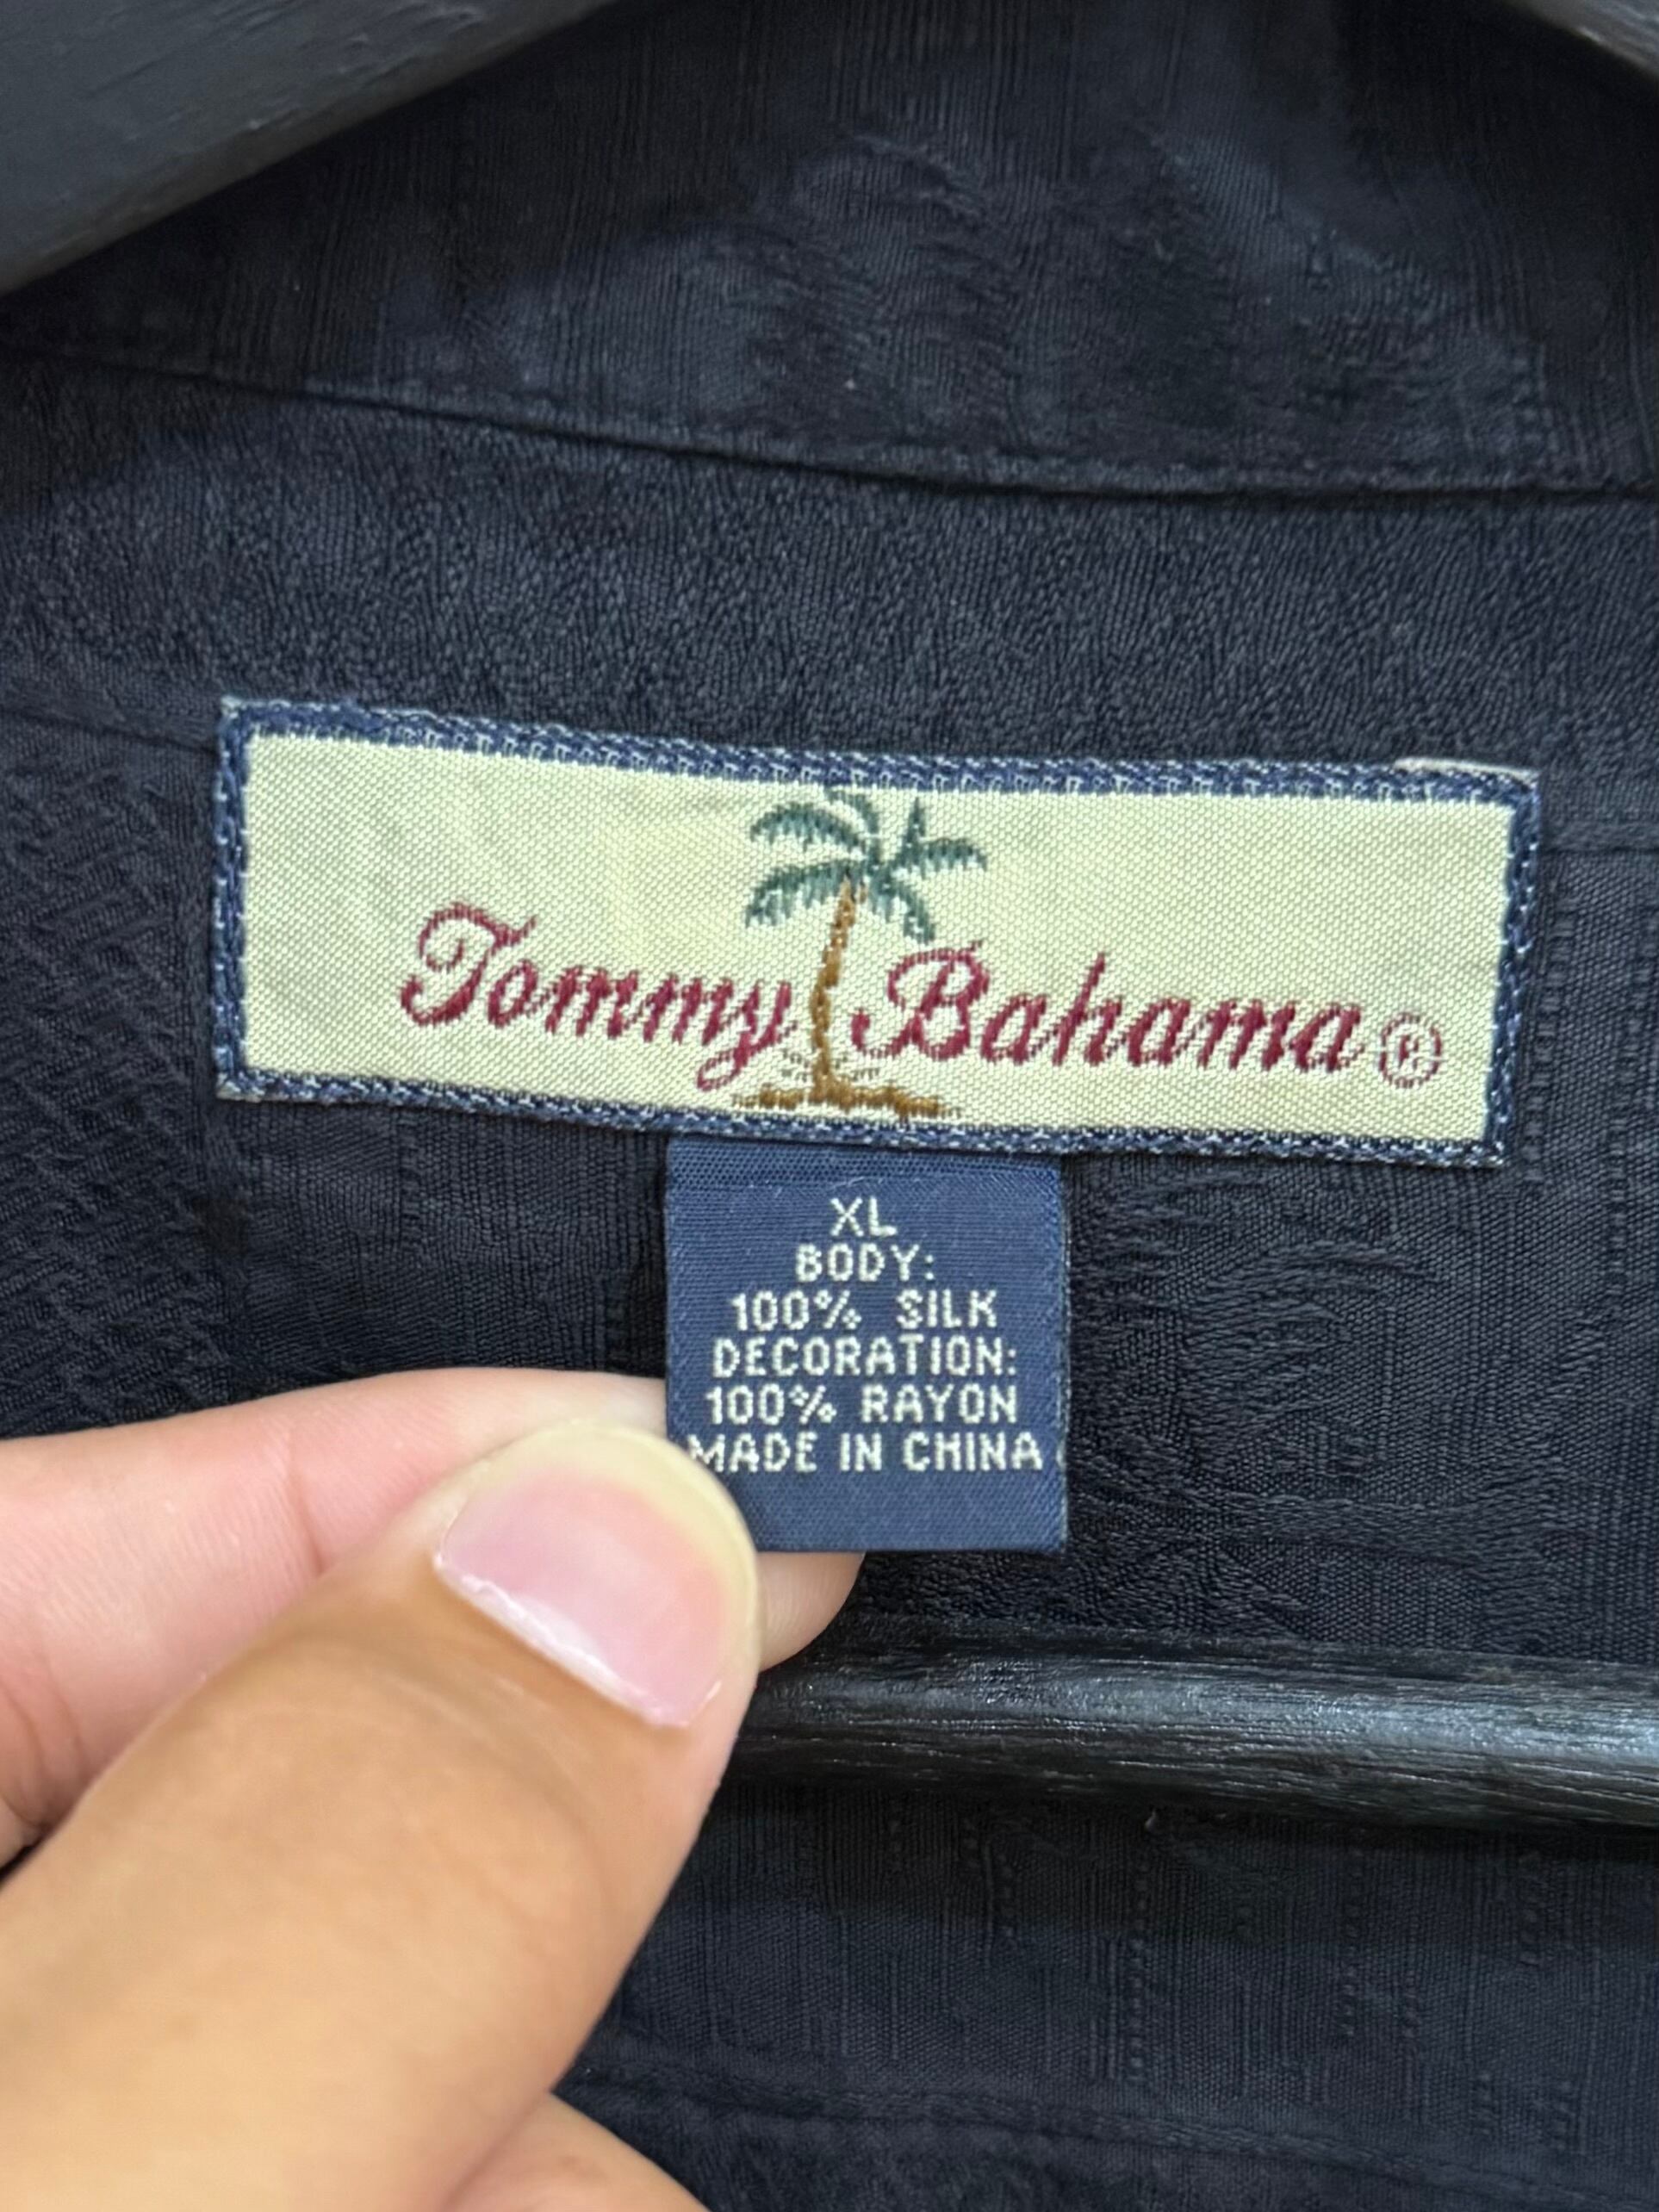 Tommy Bahama®
XL
BODY:
100% SILK
DECORATION:
100% RAYON
MADE IN CHINA